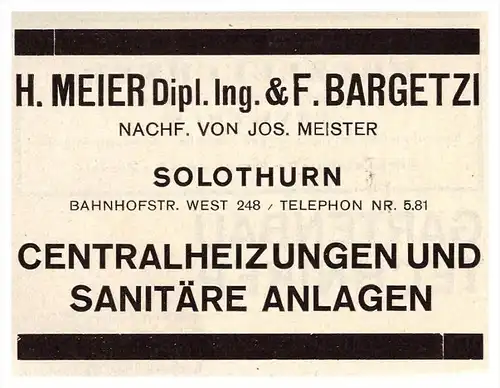 H. MEIER Dipl. Ing. & F. BARGETZI
NACHF. VON JOS. MEISTER
SOLOTHURN
BAHNHOFSTR. WEST 248 / TELEPHON NR. 5.81
CENTRALHEIZUNGEN UND
SANITÄRE ANLAGEN